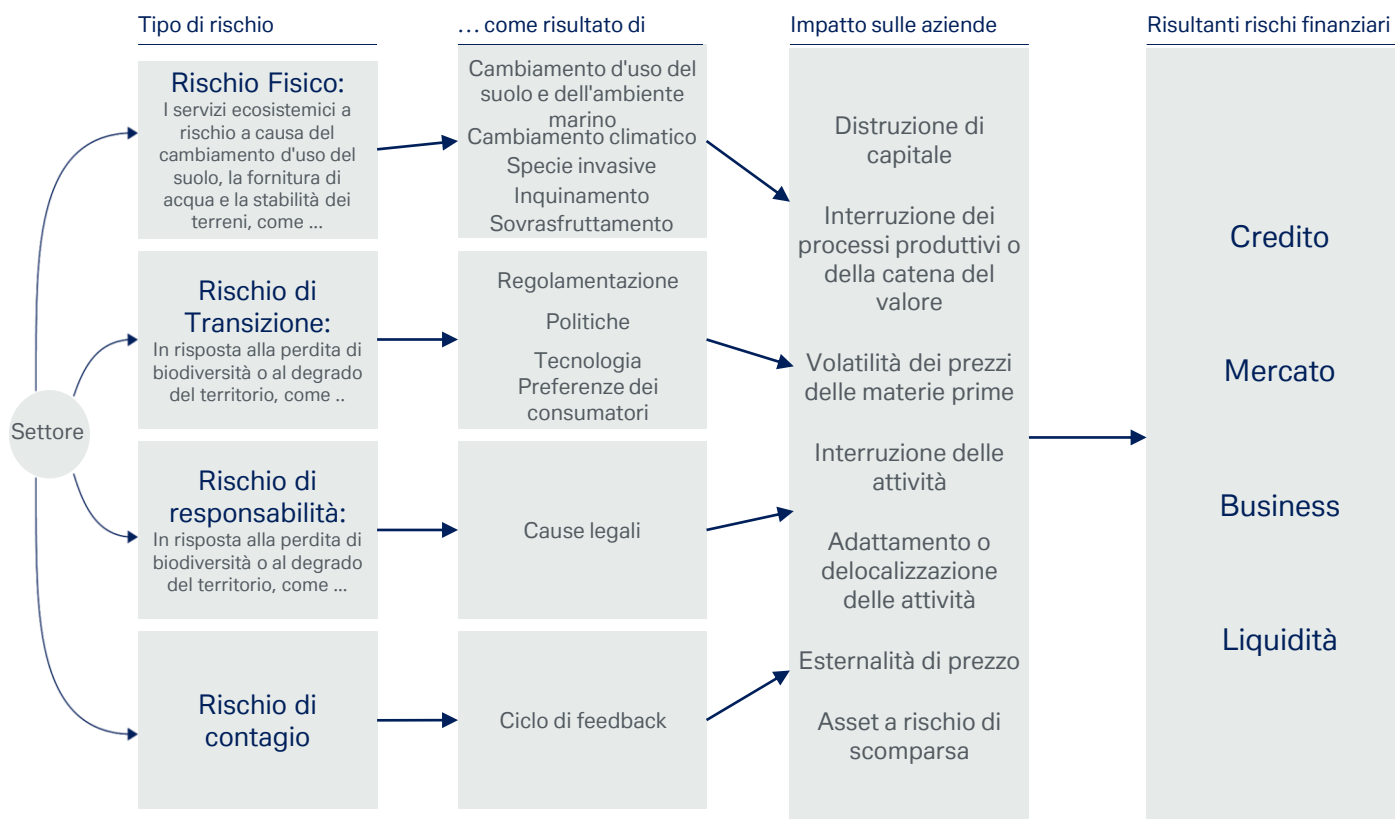 Tipo di rischio
... come risultato di
Impatto sulle aziende
Risultanti rischi finanziari
Settore
Rischio Fisico:
I servizi ecosistemici a
rischio a causa del
cambiamento d'uso del
suolo, la fornitura di
acqua e la stabilità dei
terreni, come ...
Cambiamento d'uso del
suolo e dell'ambiente
marino
Cambiamento climatico
Specie invasive
Inquinamento
Sovrasfruttamento
Rischio di
Transizione:
In risposta alla perdita di
biodiversità o al degrado
del territorio, come ..
Regolamentazione
Politiche
Tecnologia
Preferenze dei
consumatori
Rischio di
responsabilità:
In risposta alla perdita di
biodiversità o al degrado
del territorio, come ...
Cause legali
Rischio di
contagio
Ciclo di feedback
Distruzione di
capitale
Interruzione dei
processi produttivi o
della catena del
valore
Volatilità dei prezzi
delle materie prime
Interruzione delle
attività
Adattamento o
delocalizzazione
delle attività
Esternalità di prezzo
Asset a rischio di
scomparsa
Credito
Mercato
Business
Liquidità